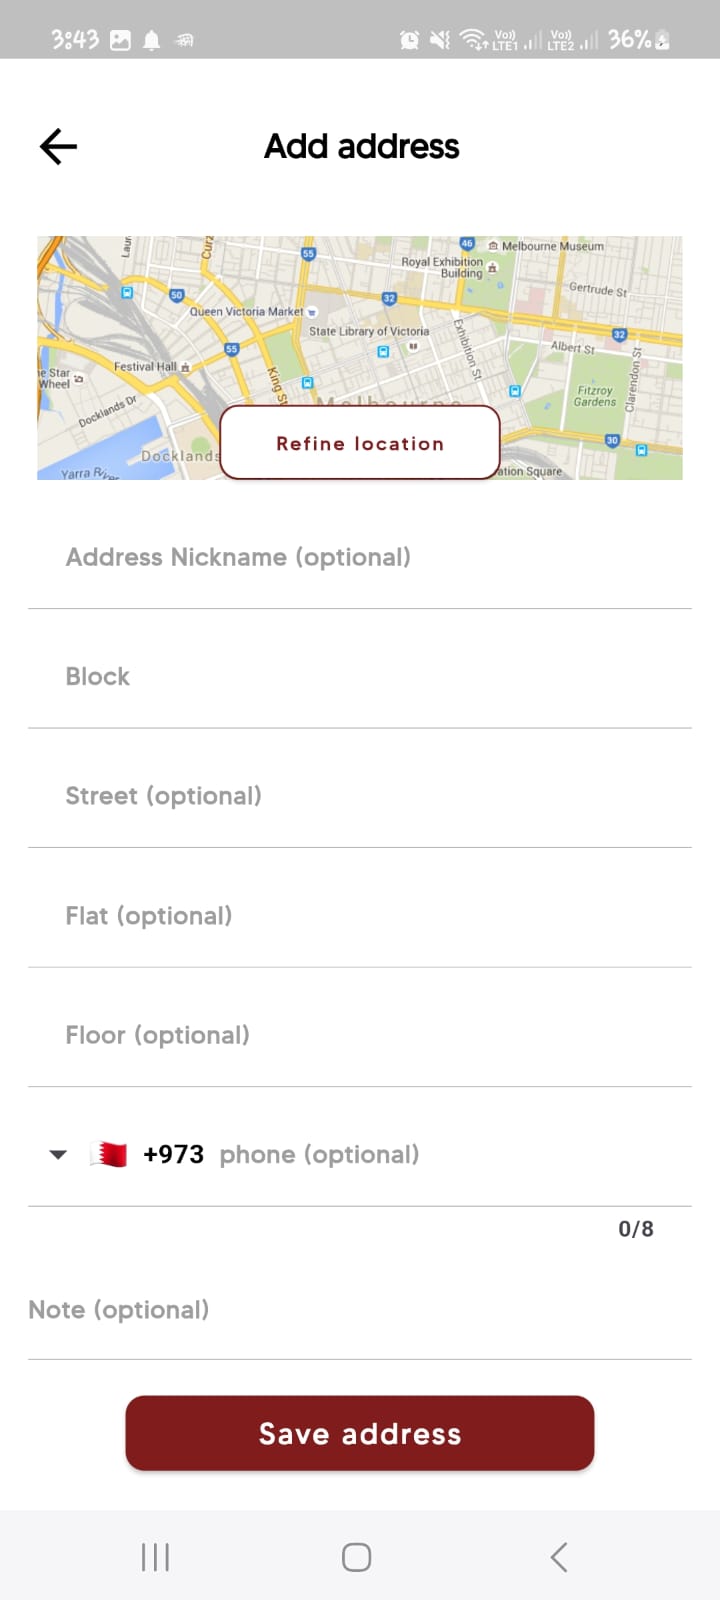 3:43
Vo))
LTE1
Vo))
LTE2
36%
Add address
46
Melbourne Museum
55
Royal Exhibition
Building
50
32
Gertrude St
Queen Victoria Market
State Library of Victoria
Exhibition St
32
55
Albert St
Clarendon St
Festival Hall
King St
e Star
Wheel
Fitzroy
Gardens
Docklands Dr
Melbourne
Refine location
30
Docklands
ation Square
Yarra River
Address Nickname (optional)
Block
Street (optional)
Flat (optional)
Floor (optional)
+973 phone (optional)
0/8
Note (optional)
Save address